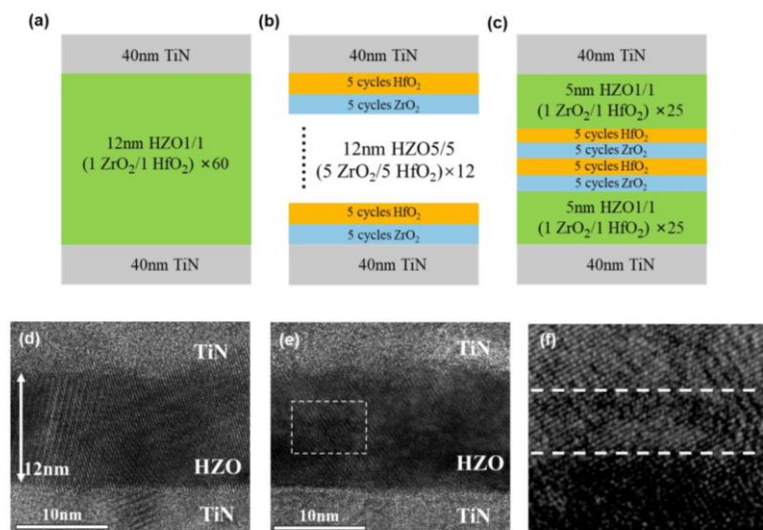 (a)
40nm TiN
12nm HZO1/1
(1 ZrO₂/1 HfO₂) ×60
40nm TiN
(b)
40nm TiN
5 cycles HfO₂
5 cycles ZrO₂
12nm HZO5/5
(5 ZrO₂/5 HfO₂)×12
5 cycles HfO₂
5 cycles ZrO₂
40nm TiN
(c)
40nm TiN
5nm HZO1/1
(1 ZrO₂/1 HfO₂) ×25
5 cycles HfO₂
5 cycles ZrO₂
5 cycles HfO₂
5 cycles ZrO₂
5nm HZO1/1
(1 ZrO₂/1 HfO₂) ×25
40nm TiN
(d)
TiN
12nm
HZO
10nm
TiN
(e)
TiN
HZO
10nm
TiN
(f)